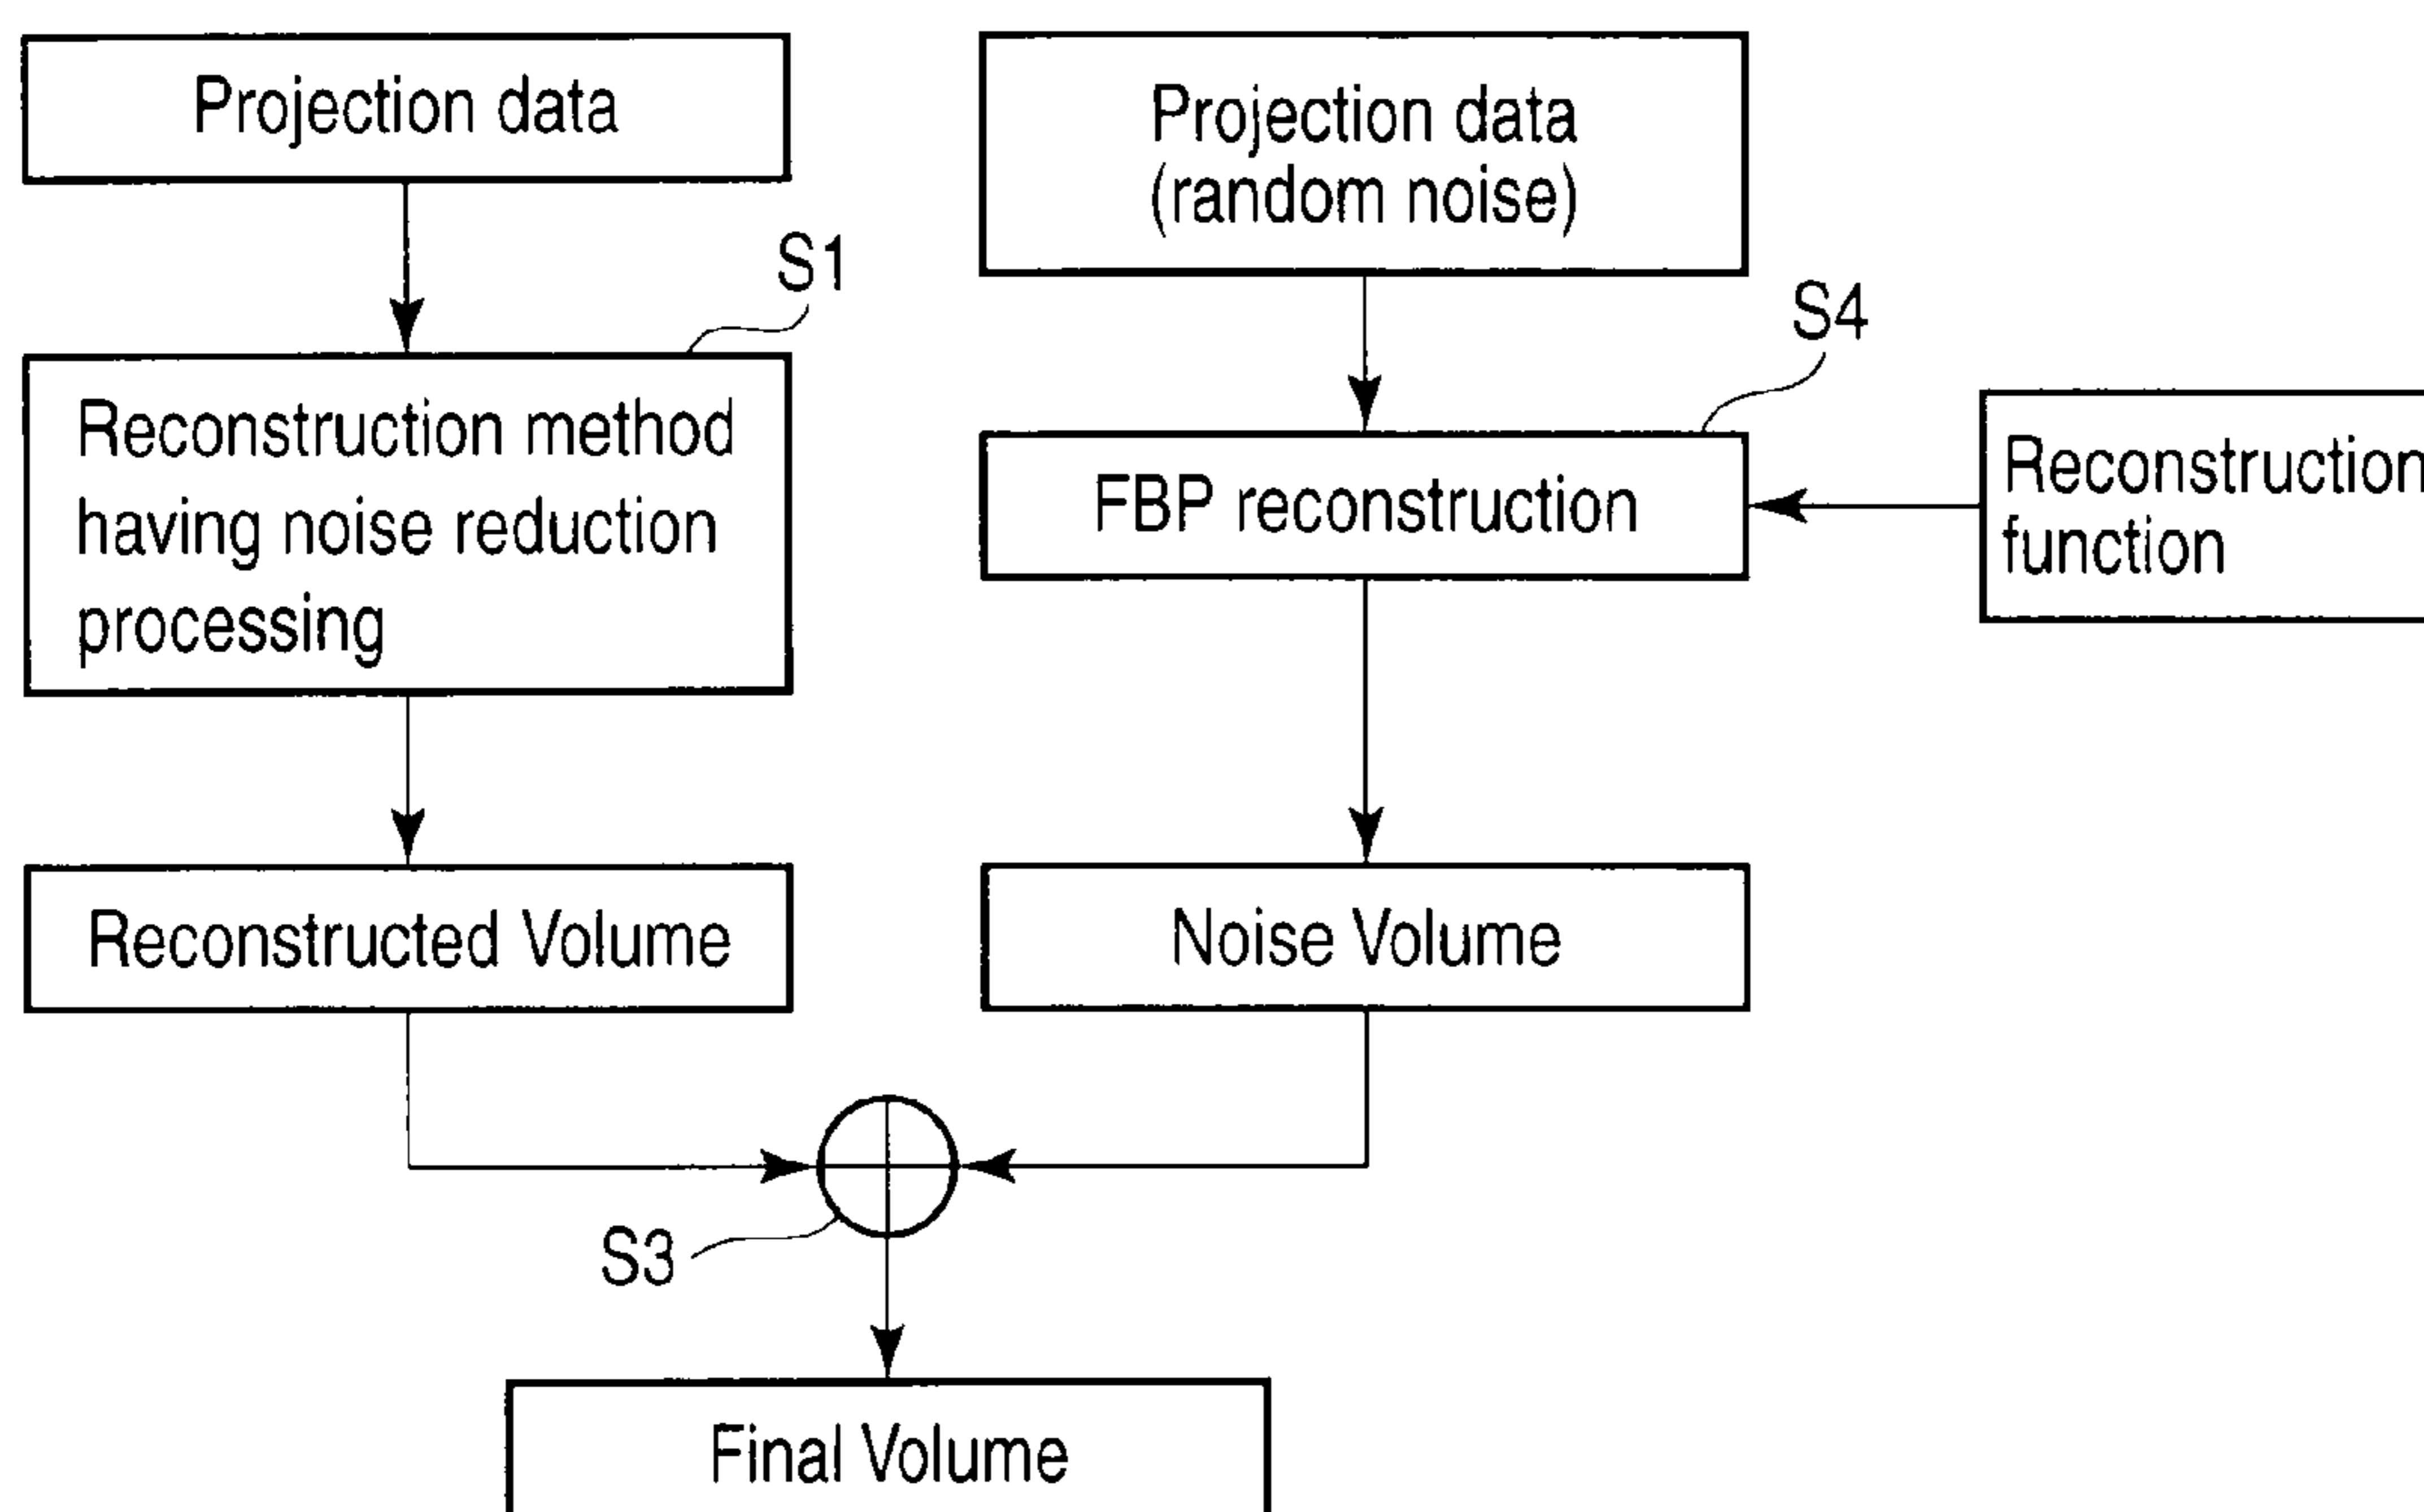 Projection data
S1
Reconstruction method
having noise reduction
processing
Reconstructed Volume
Projection data
(random noise)
S4
FBP reconstruction
Reconstruction
function
Noise Volume
S3
Final Volume